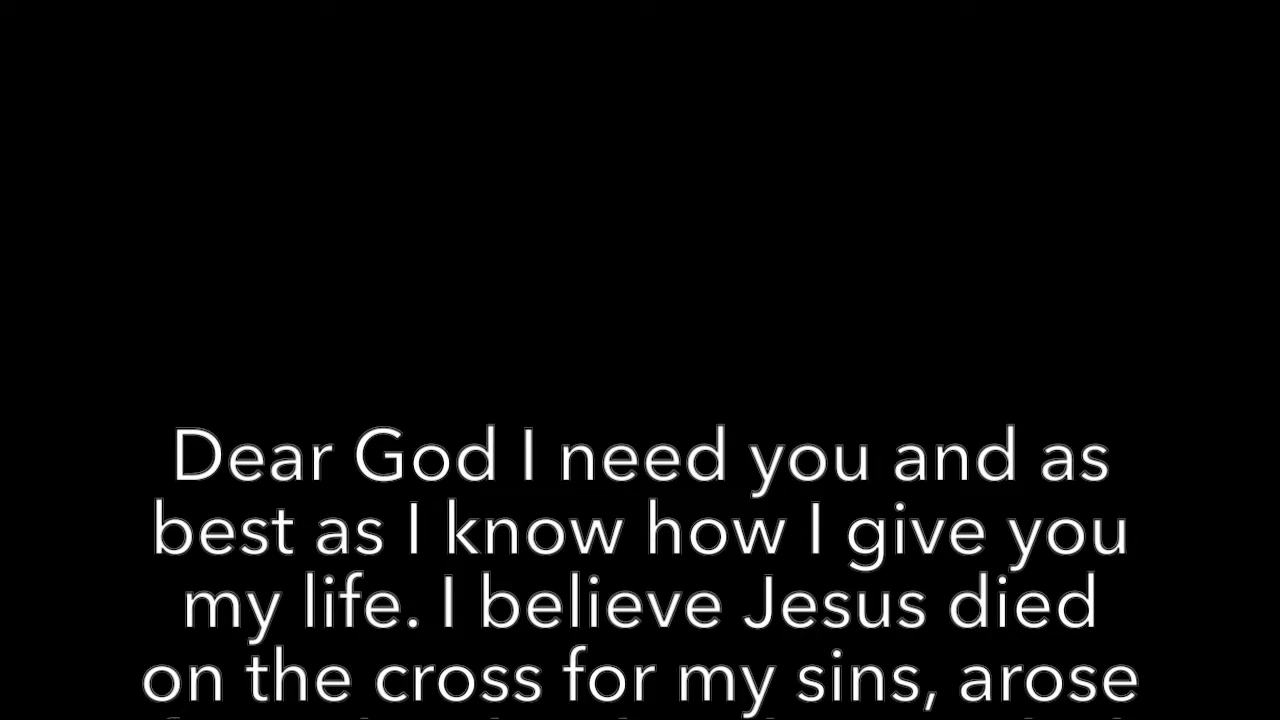 Dear God I need you and as
best as I know how I give you
my life. I believe Jesus died
on the cross for my sins, arose